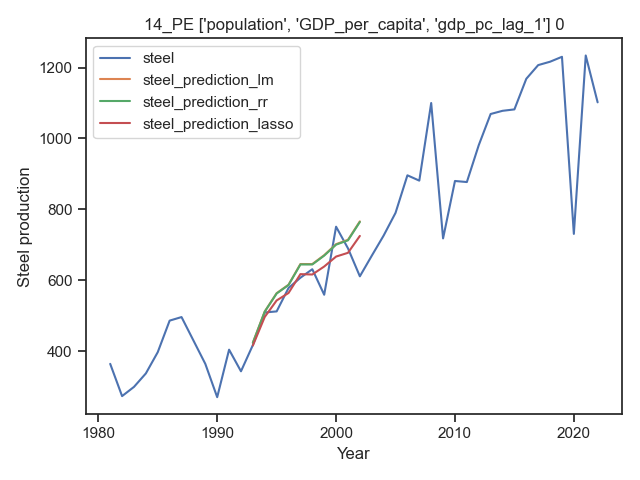 14_PE ['population', 'GDP_per_capita', 'gdp_pc_lag_1'] 0
steel
steel_prediction_lm
steel_prediction_rr
steel_prediction_lasso
1200
1000
800
600
400
Steel production
1980
1990
2000
2010
2020
Year